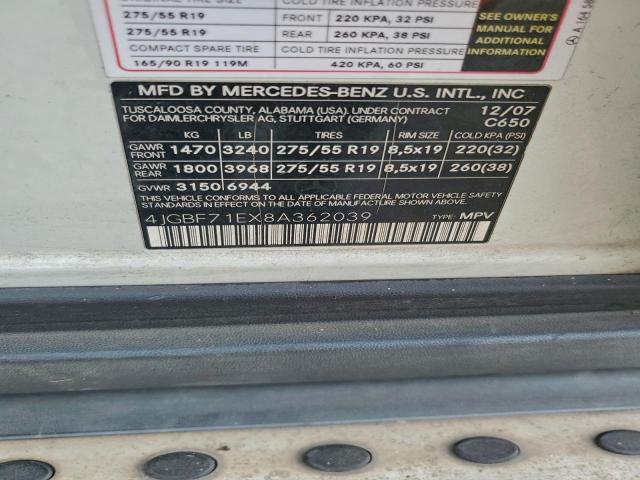 ORIGINAL TIRE SIZE COLD TIRE INFLATION PRESSURE
275/55 R19 FRONT 220 KPA, 32 PSI
275/55 R19 REAR 260 KPA, 38 PSI
COMPACT SPARE TIRE COLD TIRE INFLATION PRESSURE
165/90 R19 119M 420 KPA, 60 PSI
SEE OWNER'S
MANUAL FOR
ADDITIONAL
INFORMATION
A 164 58
MFD BY MERCEDES-BENZ U.S. INTL., INC
TUSCALOOSA COUNTY, ALABAMA (USA). UNDER CONTRACT 12/07
FOR DAIMLERCHRYSLER AG, STUTTGART (GERMANY) C650
KG LB TIRES RIM SIZE COLD KPA (PSI)
GAWR FRONT 1470 3240 275/55 R19 8,5x19 220(32)
GAWR REAR 1800 3968 275/55 R19 8,5x19 260(38)
GVWR 3150 6944
THIS VEHICLE CONFORMS TO ALL APPLICABLE FEDERAL MOTOR VEHICLE SAFETY
STANDARDS IN EFFECT ON THE DATE OF MANUFACTURE SHOWN ABOVE.
4JGBF71EX8A362039 TYPE: MPV